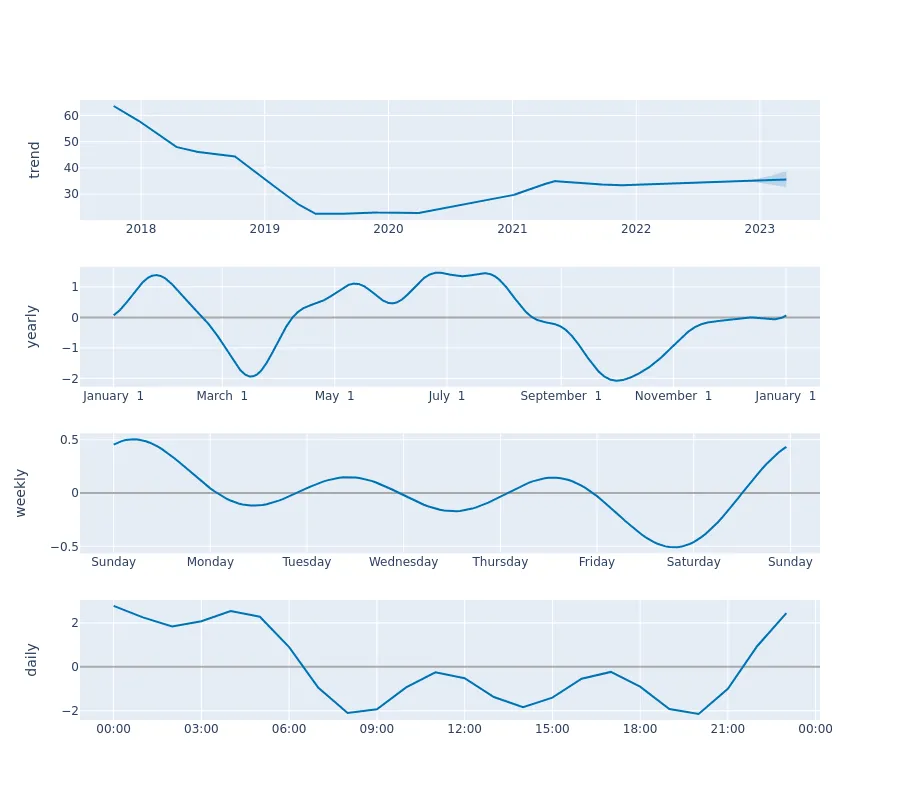 trend
60
50
40
30
2018 2019 2020 2021 2022 2023
yearly
1
0
−1
−2
January 1 March 1 May 1 July 1 September 1 November 1 January 1
weekly
0.5
0
−0.5
Sunday Monday Tuesday Wednesday Thursday Friday Saturday Sunday
daily
2
0
−2
00:00 03:00 06:00 09:00 12:00 15:00 18:00 21:00 00:00